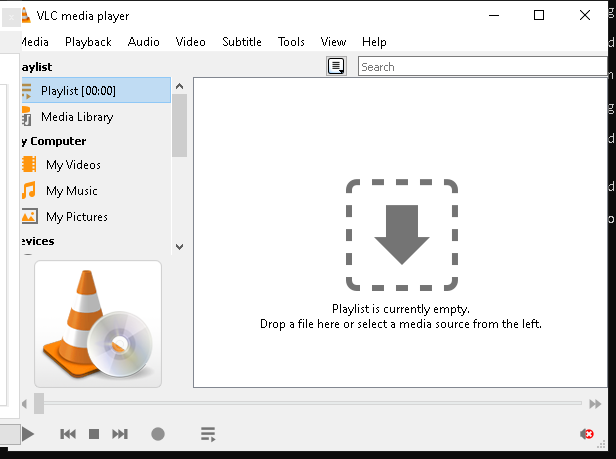 VLC media player
Media Playback Audio Video Subtitle Tools View Help
aylist
Search
Playlist [00:00]
Media Library
y Computer
My Videos
My Music
My Pictures
evices
Playlist is currently empty.
Drop a file here or select a media source from the left.